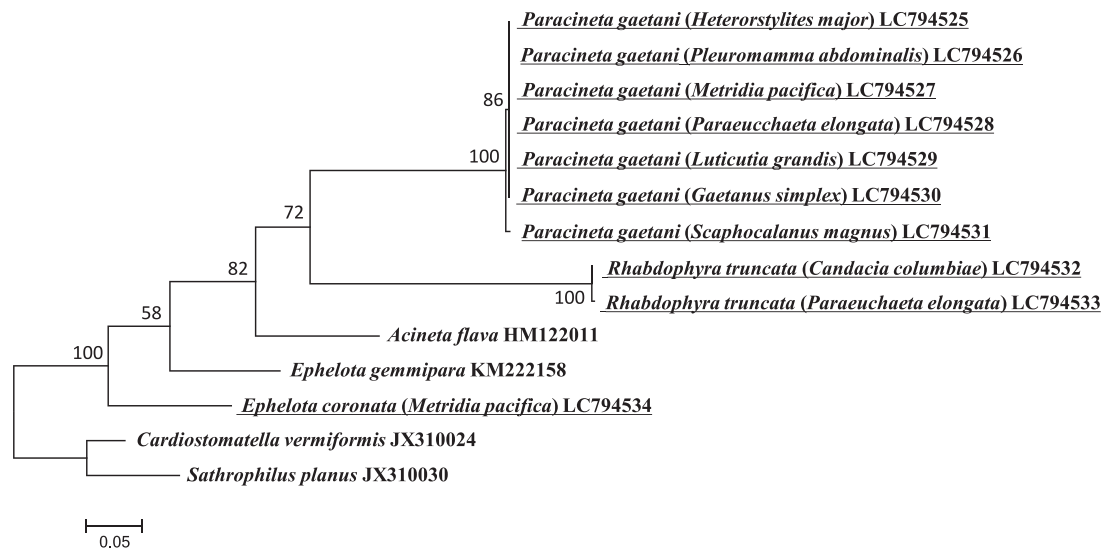 Paracineta gaetani (Heterorstylites major) LC794525
Paracineta gaetani (Pleuromamma abdominalis) LC794526
Paracineta gaetani (Metridia pacifica) LC794527
86
Paracineta gaetani (Paraeucchaeta elongata) LC794528
100
Paracineta gaetani (Luticutia grandis) LC794529
Paracineta gaetani (Gaetanus simplex) LC794530
72
Paracineta gaetani (Scaphocalanus magnus) LC794531
82
Rhabdophyra truncata (Candacia columbiae) LC794532
100
Rhabdophyra truncata (Paraeuchaeta elongata) LC794533
58
Acineta flava HM122011
100
Ephelota gemmipara KM222158
Ephelota coronata (Metridia pacifica) LC794534
Cardiostomatella vermiformis JX310024
Sathrophilus planus JX310030
0.05